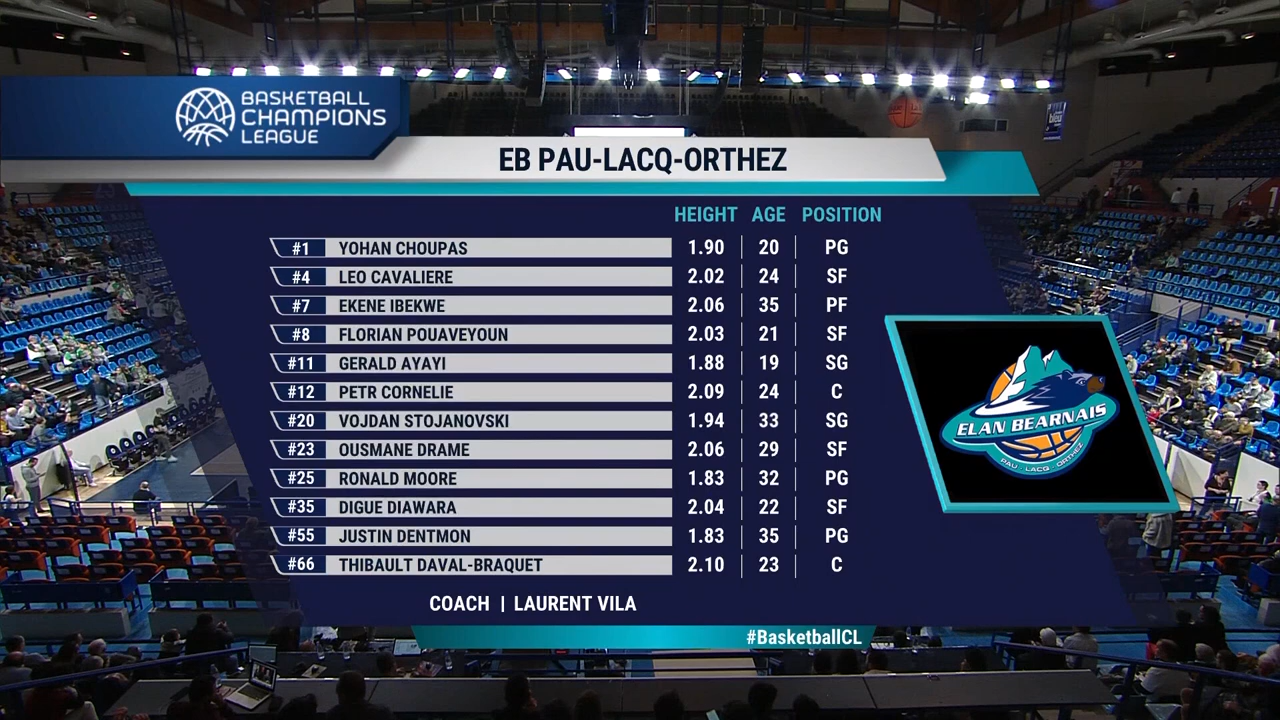 BASKETBALL
CHAMPIONS
LEAGUE
EB PAU-LACQ-ORTHEZ
HEIGHT AGE POSITION
#1 YOHAN CHOUPAS 1.90 20 PG
#4 LEO CAVALIERE 2.02 24 SF
#7 EKENE IBEKWE 2.06 35 PF
#8 FLORIAN POUAVEYOUN 2.03 21 SF
#11 GERALD AYAYI 1.88 19 SG
#12 PETR CORNELIE 2.09 24 C
#20 VOJDAN STOJANOVSKI 1.94 33 SG
#23 OUSMANE DRAME 2.06 29 SF
#25 RONALD MOORE 1.83 32 PG
#35 DIGUE DIAWARA 2.04 22 SF
#55 JUSTIN DENTMON 1.83 35 PG
#66 THIBAULT DAVAL-BRAQUET 2.10 23 C
COACH | LAURENT VILA
#BasketballCL
ELAN BEARNAIS
PAU - LACQ - ORTHEZ
bleu